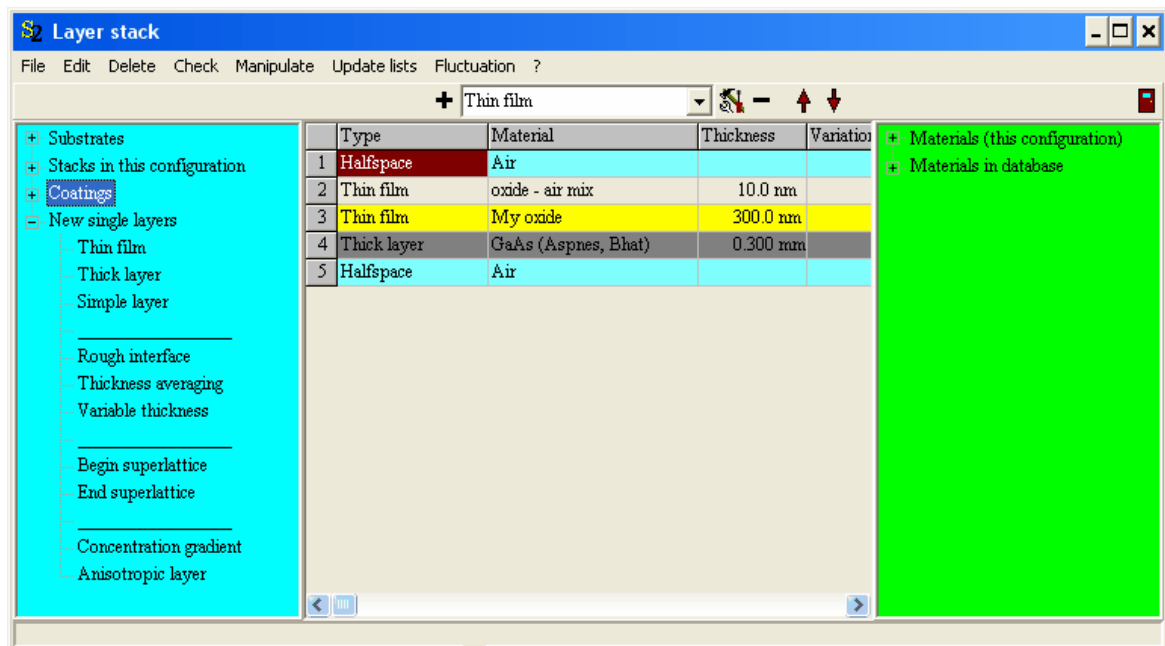 S2 Layer stack
File Edit Delete Check Manipulate Update lists Fluctuation ?
Thin film
Substrates
Stacks in this configuration
Coatings
New single layers
Thin film
Thick layer
Simple layer
Rough interface
Thickness averaging
Variable thickness
Begin superlattice
End superlattice
Concentration gradient
Anisotropic layer
Type Material Thickness Variation
1 Halfspace Air
2 Thin film oxide - air mix 10.0 nm
3 Thin film My oxide 300.0 nm
4 Thick layer GaAs (Aspnes, Bhat) 0.300 mm
5 Halfspace Air
Materials (this configuration)
Materials in database